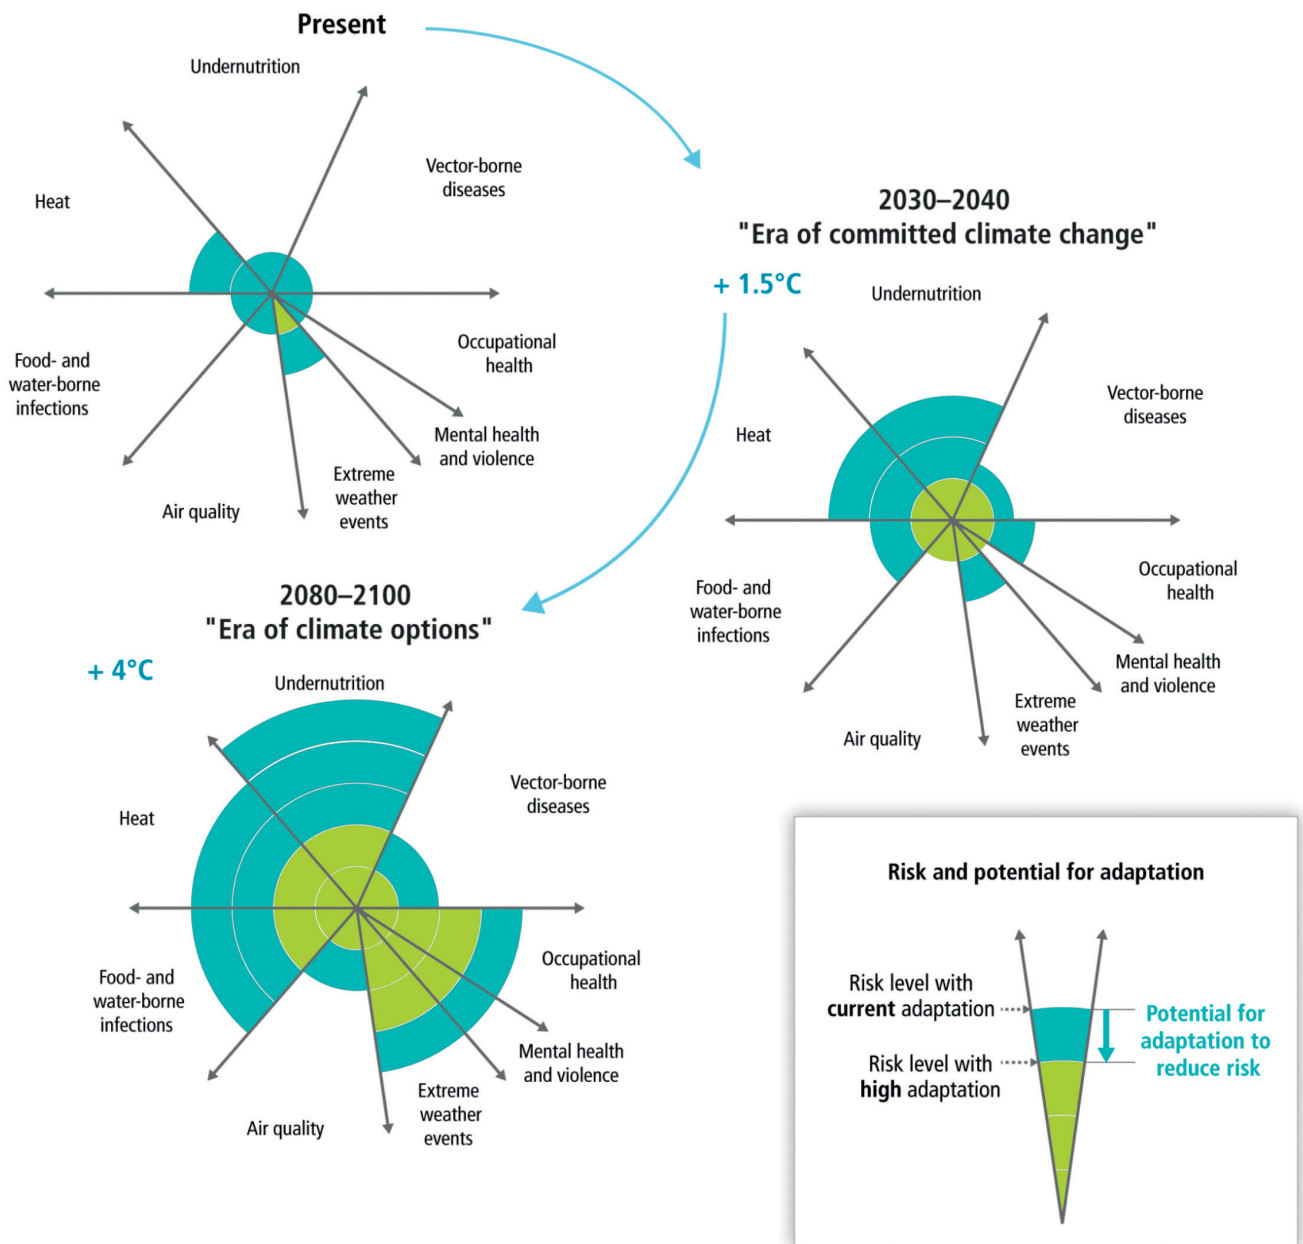 Present
Undernutrition
Vector-borne
diseases
Heat
Occupational
health
Food- and
water-borne
infections
Mental health
and violence
Extreme
weather
events
Air quality
2030–2040
"Era of committed climate change"
+ 1.5°C
Undernutrition
Vector-borne
diseases
Heat
Occupational
health
Food- and
water-borne
infections
Mental health
and violence
Extreme
weather
events
Air quality
2080–2100
"Era of climate options"
+ 4°C
Undernutrition
Vector-borne
diseases
Heat
Occupational
health
Food- and
water-borne
infections
Mental health
and violence
Extreme
weather
events
Air quality
Risk and potential for adaptation
Risk level with
current adaptation
Risk level with
high adaptation
Potential for
adaptation to
reduce risk